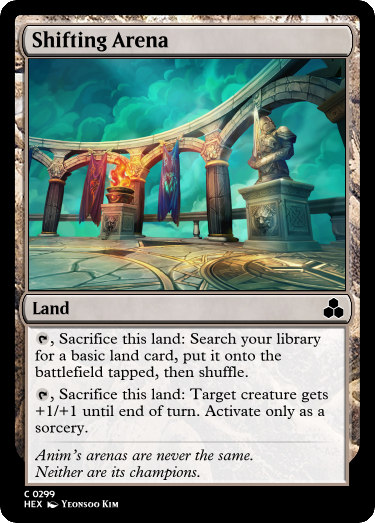 Shifting Arena
Land
, Sacrifice this land: Search your library
for a basic land card, put it onto the
battlefield tapped, then shuffle.
, Sacrifice this land: Target creature gets
+1/+1 until end of turn. Activate only as a
sorcery.
Anim's arenas are never the same.
Neither are its champions.
C 0299
HEX Yeonsoo Kim